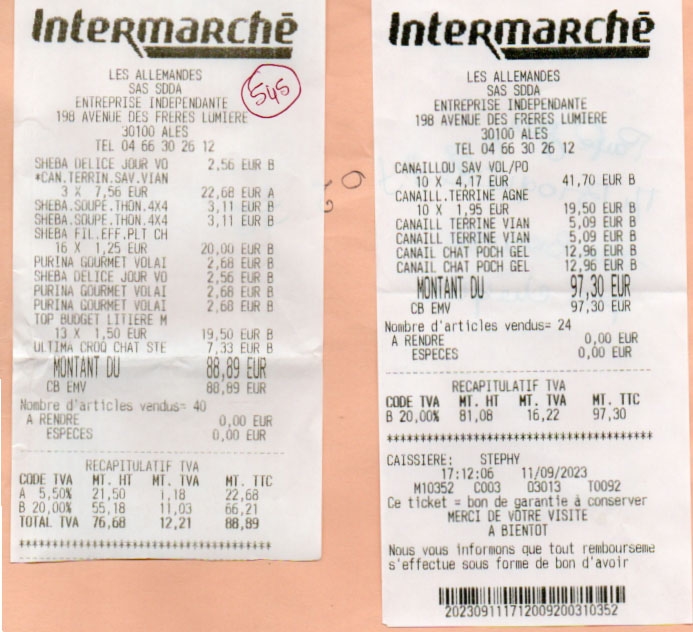 Intermarchē
LES ALLEMANDES
SAS SDDA
ENTREPRISE INDEPENDANTE
198 AVENUE DES FRERES LUMIERE
30100 ALES
TEL 04 66 30 26 12
545
SHEBA DELICE JOUR VO 2,56 EUR B
*CAN.TERRIN.SAV.VIAN
3 X 7,56 EUR 22,68 EUR A
SHEBA.SOUPE.THON.4X4 3,11 EUR B
SHEBA.SOUPE.THON.4X4 3,11 EUR B
SHEBA FIL.EFF.PLT CH
16 X 1,25 EUR 20,00 EUR B
PURINA GOURMET VOLAI 2,68 EUR B
SHEBA DELICE JOUR VO 2,56 EUR B
PURINA GOURMET VOLAI 2,68 EUR B
PURINA GOURMET VOLAI 2,68 EUR B
TOP BUDGET LITIERE M
13 X 1,50 EUR 19,50 EUR B
ULTIMA CROQ CHAT STE 7,33 EUR B
MONTANT DU 88,89 EUR
CB EMV 88,89 EUR
Nombre d'articles vendus= 40
A RENDRE 0,00 EUR
ESPECES 0,00 EUR
RECAPITULATIF TVA
CODE TVA MT. HT MT. TVA MT. TTC
A 5,50% 21,50 1,18 22,68
B 20,00% 55,18 11,03 66,21
TOTAL TVA 76,68 12,21 88,89
Intermarchē
LES ALLEMANDES
SAS SDDA
ENTREPRISE INDEPENDANTE
198 AVENUE DES FRERES LUMIERE
30100 ALES
TEL 04 66 30 26 12
CANAILLOU SAV VOL/PO
10 X 4,17 EUR 41,70 EUR B
CANAILL.TERRINE AGNE
10 X 1,95 EUR 19,50 EUR B
CANAILL TERRINE VIAN 5,09 EUR B
CANAILL TERRINE VIAN 5,09 EUR B
CANAIL CHAT POCH GEL 12,96 EUR B
CANAIL CHAT POCH GEL 12,96 EUR B
MONTANT DU 97,30 EUR
CB EMV 97,30 EUR
Nombre d'articles vendus= 24
A RENDRE 0,00 EUR
ESPECES 0,00 EUR
RECAPITULATIF TVA
CODE TVA MT. HT MT. TVA MT. TTC
B 20,00% 81,08 16,22 97,30
CAISSIERE: STEPHY
17:12:06 11/09/2023
M10352 C003 03013 T0092
Ce ticket = bon de garantie à conserver
MERCI DE VOTRE VISITE
A BIENTOT
Nous vous informons que tout rembourseme
s'effectue sous forme de bon d'avoir
202309111712009200310352